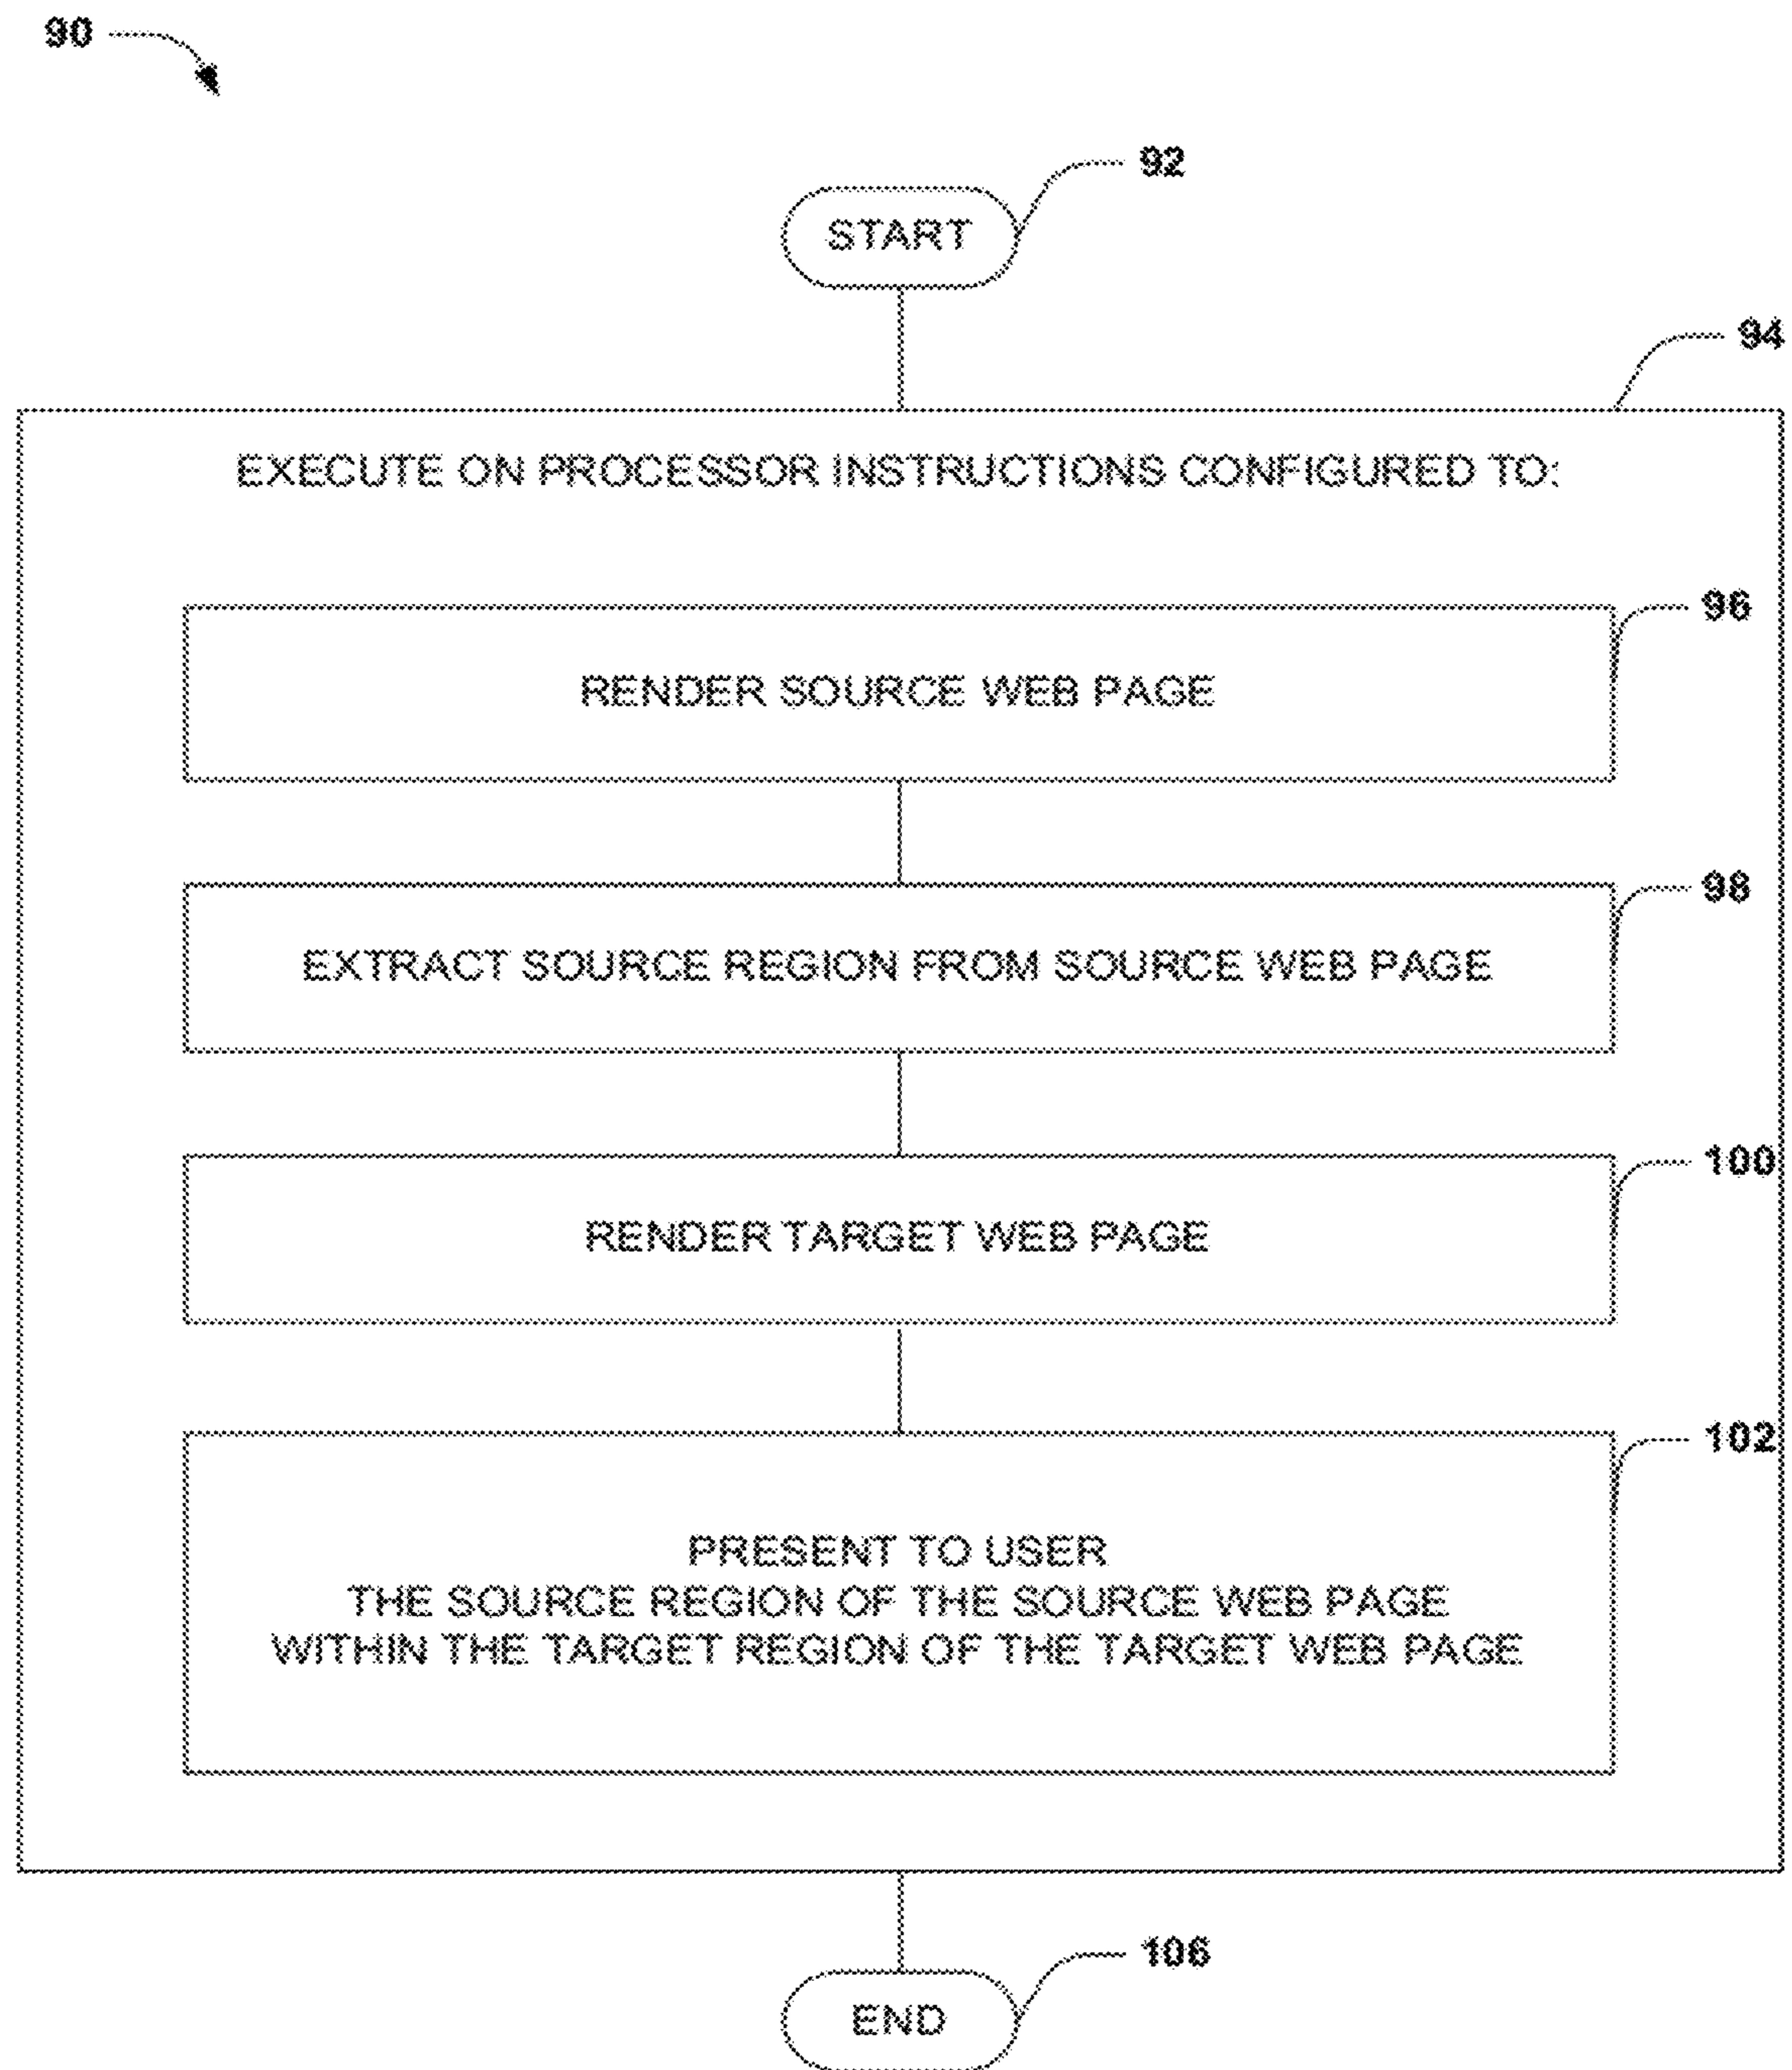 90
92
START
94
EXECUTE ON PROCESSOR INSTRUCTIONS CONFIGURED TO:
96
RENDER SOURCE WEB PAGE
98
EXTRACT SOURCE REGION FROM SOURCE WEB PAGE
100
RENDER TARGET WEB PAGE
102
PRESENT TO USER
THE SOURCE REGION OF THE SOURCE WEB PAGE
WITHIN THE TARGET REGION OF THE TARGET WEB PAGE
106
END